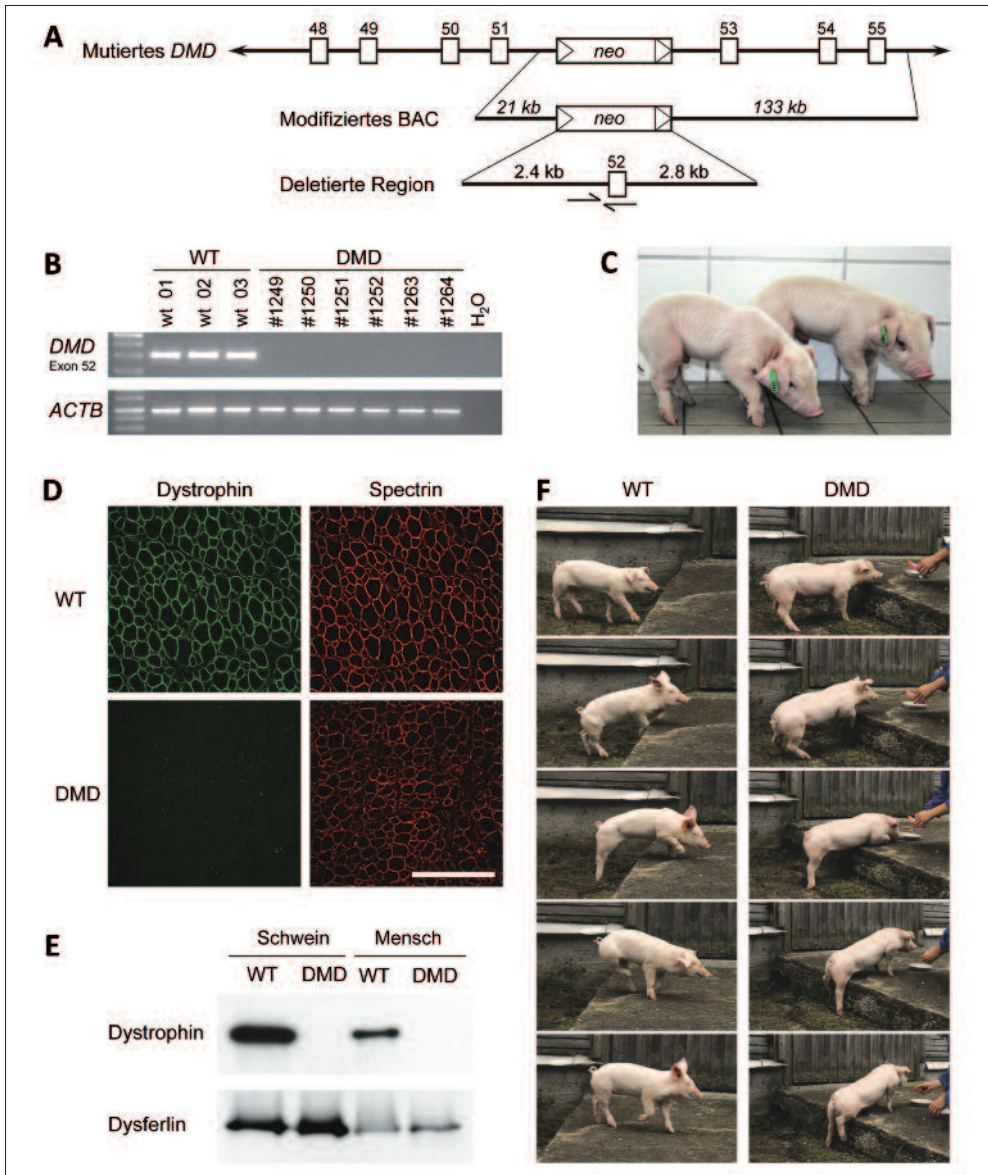 A
48 49 50 51 53 54 55
Mutiertes DMD
neo
21 kb 133 kb
Modifiziertes BAC
neo
52
2.4 kb 2.8 kb
Deletierte Region
B
WT DMD
wt 01 wt 02 wt 03 #1249 #1250 #1251 #1252 #1263 #1264 H₂O
DMD
Exon 52
ACTB
C
D
Dystrophin Spectrin
WT
DMD
E
Schwein Mensch
WT DMD WT DMD
Dystrophin
Dysferlin
F
WT DMD